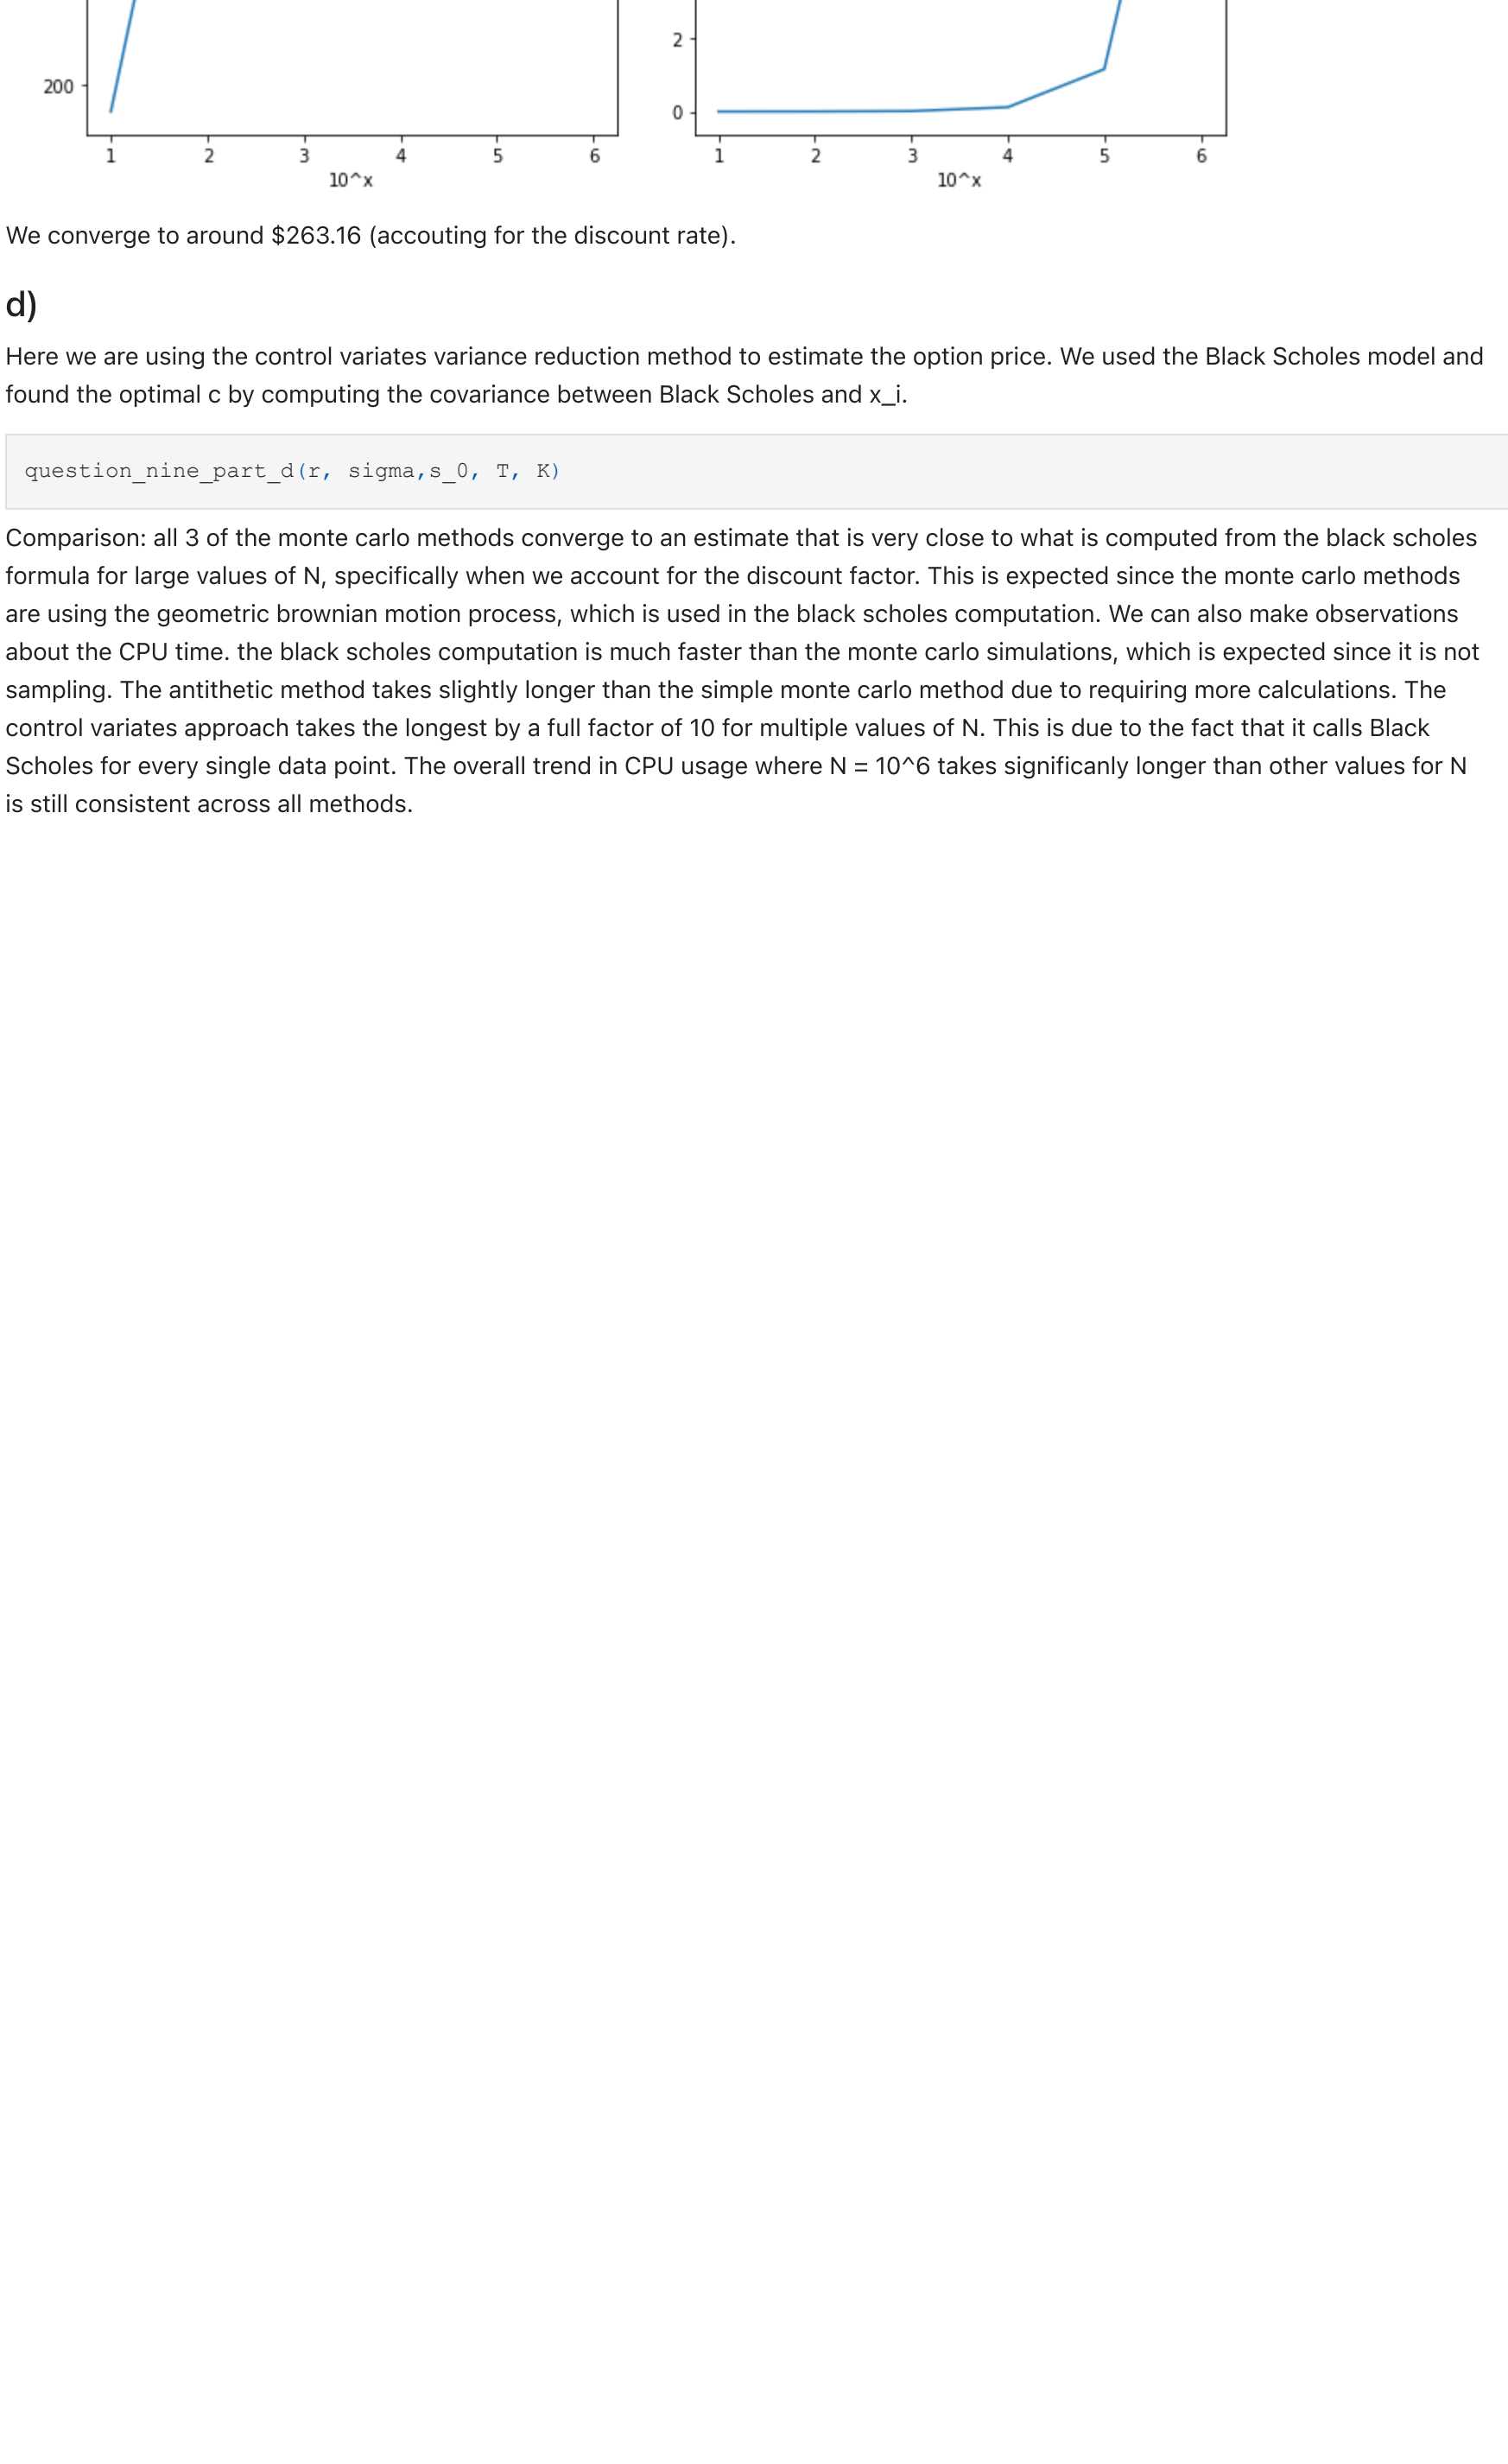 200
1 2 3 4 5 6
10^x
2
0
1 2 3 4 5 6
10^x
We converge to around $263.16 (accouting for the discount rate).
d)
Here we are using the control variates variance reduction method to estimate the option price. We used the Black Scholes model and
found the optimal c by computing the covariance between Black Scholes and x_i.
question_nine_part_d(r, sigma,s_0, T, K)
Comparison: all 3 of the monte carlo methods converge to an estimate that is very close to what is computed from the black scholes
formula for large values of N, specifically when we account for the discount factor. This is expected since the monte carlo methods
are using the geometric brownian motion process, which is used in the black scholes computation. We can also make observations
about the CPU time. the black scholes computation is much faster than the monte carlo simulations, which is expected since it is not
sampling. The antithetic method takes slightly longer than the simple monte carlo method due to requiring more calculations. The
control variates approach takes the longest by a full factor of 10 for multiple values of N. This is due to the fact that it calls Black
Scholes for every single data point. The overall trend in CPU usage where N = 10^6 takes significanly longer than other values for N
is still consistent across all methods.